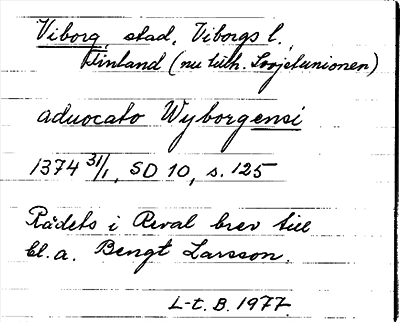 Viborg, stad, Viborgs l.,
Finland (nu tillh. Sovjetunionen)
aduocato Wyborgensi
1374 31/1, SD 10, s. 125
Rådets i Reval brev till
bl.a. Bengt Larsson.
L-t. B. 1977